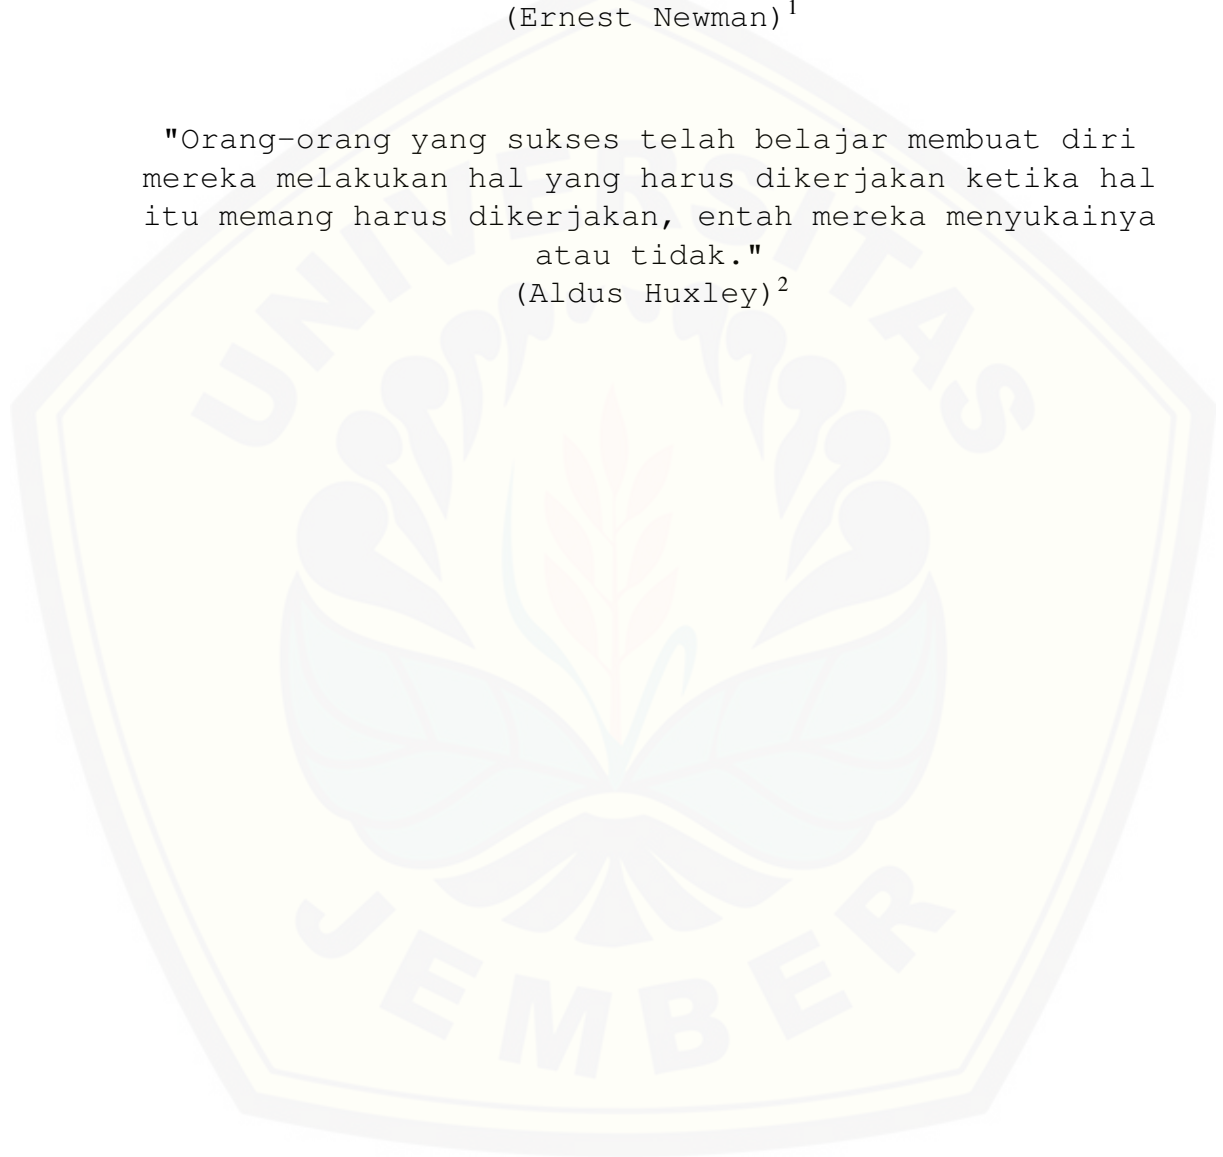 (Ernest Newman)1
"Orang-orang yang sukses telah belajar membuat diri
mereka melakukan hal yang harus dikerjakan ketika hal
itu memang harus dikerjakan, entah mereka menyukainya
atau tidak."
(Aldus Huxley)2
UNIVERSITAS
JEMBER